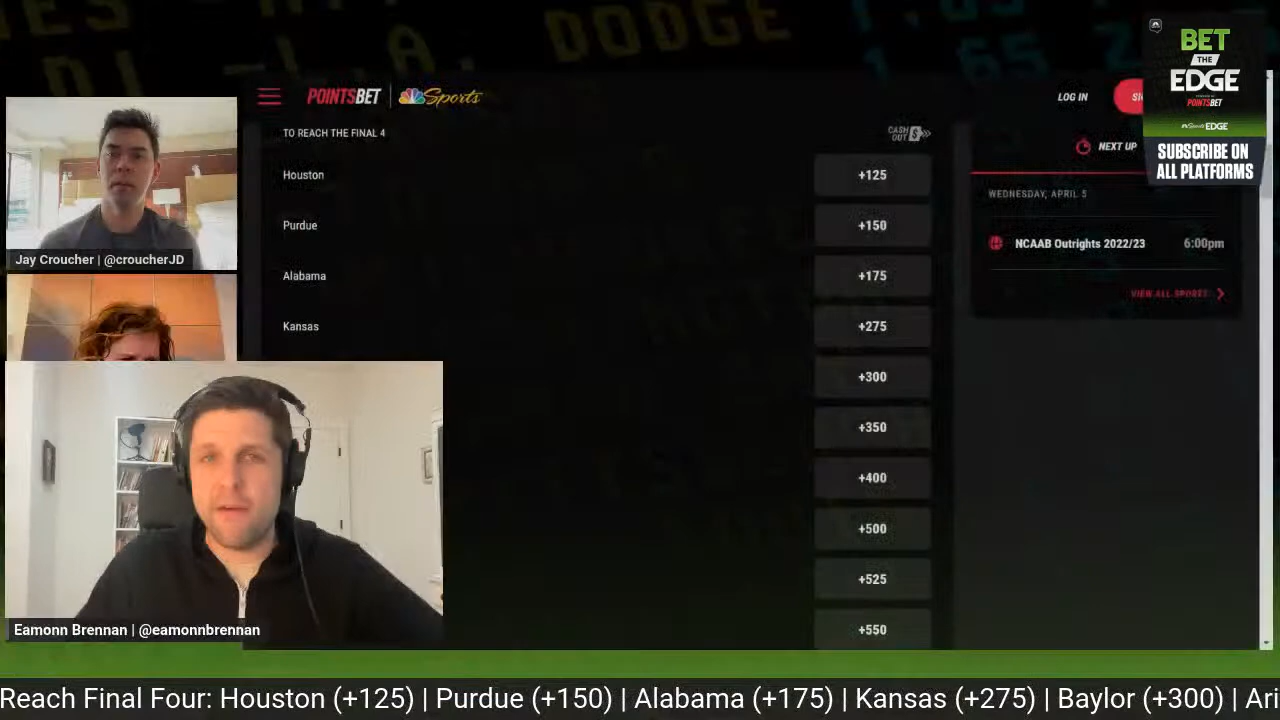 DODGE
1.65
BET
THE
EDGE
POINTSBET
EDGE
SUBSCRIBE ON
ALL PLATFORMS
POINTSBET | Sports
LOG IN
TO REACH THE FINAL 4
CASH
OUT
NEXT UP
Houston +125
WEDNESDAY, APRIL 5
Purdue +150
NCAAB Outrights 2022/23 6:00pm
Jay Croucher | @croucherJD
Alabama +175
VIEW ALL SPORTS
Kansas +275
+300
+350
+400
+500
+525
+550
Eamonn Brennan | @eamonnbrennan
Reach Final Four: Houston (+125) | Purdue (+150) | Alabama (+175) | Kansas (+275) | Baylor (+300) | Ari